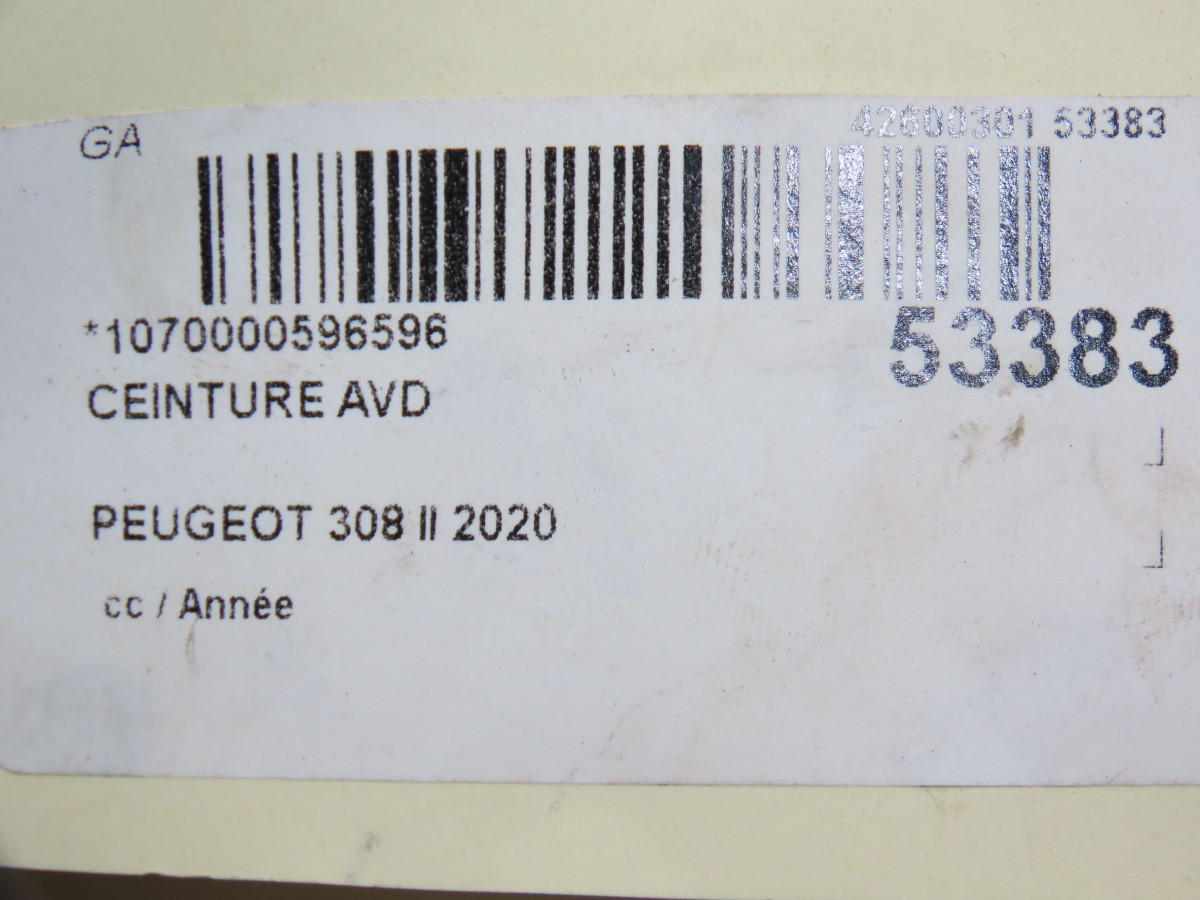 GA
42600301 53383
*1070000596596
53383
CEINTURE AVD
PEUGEOT 308 II 2020
cc / Année